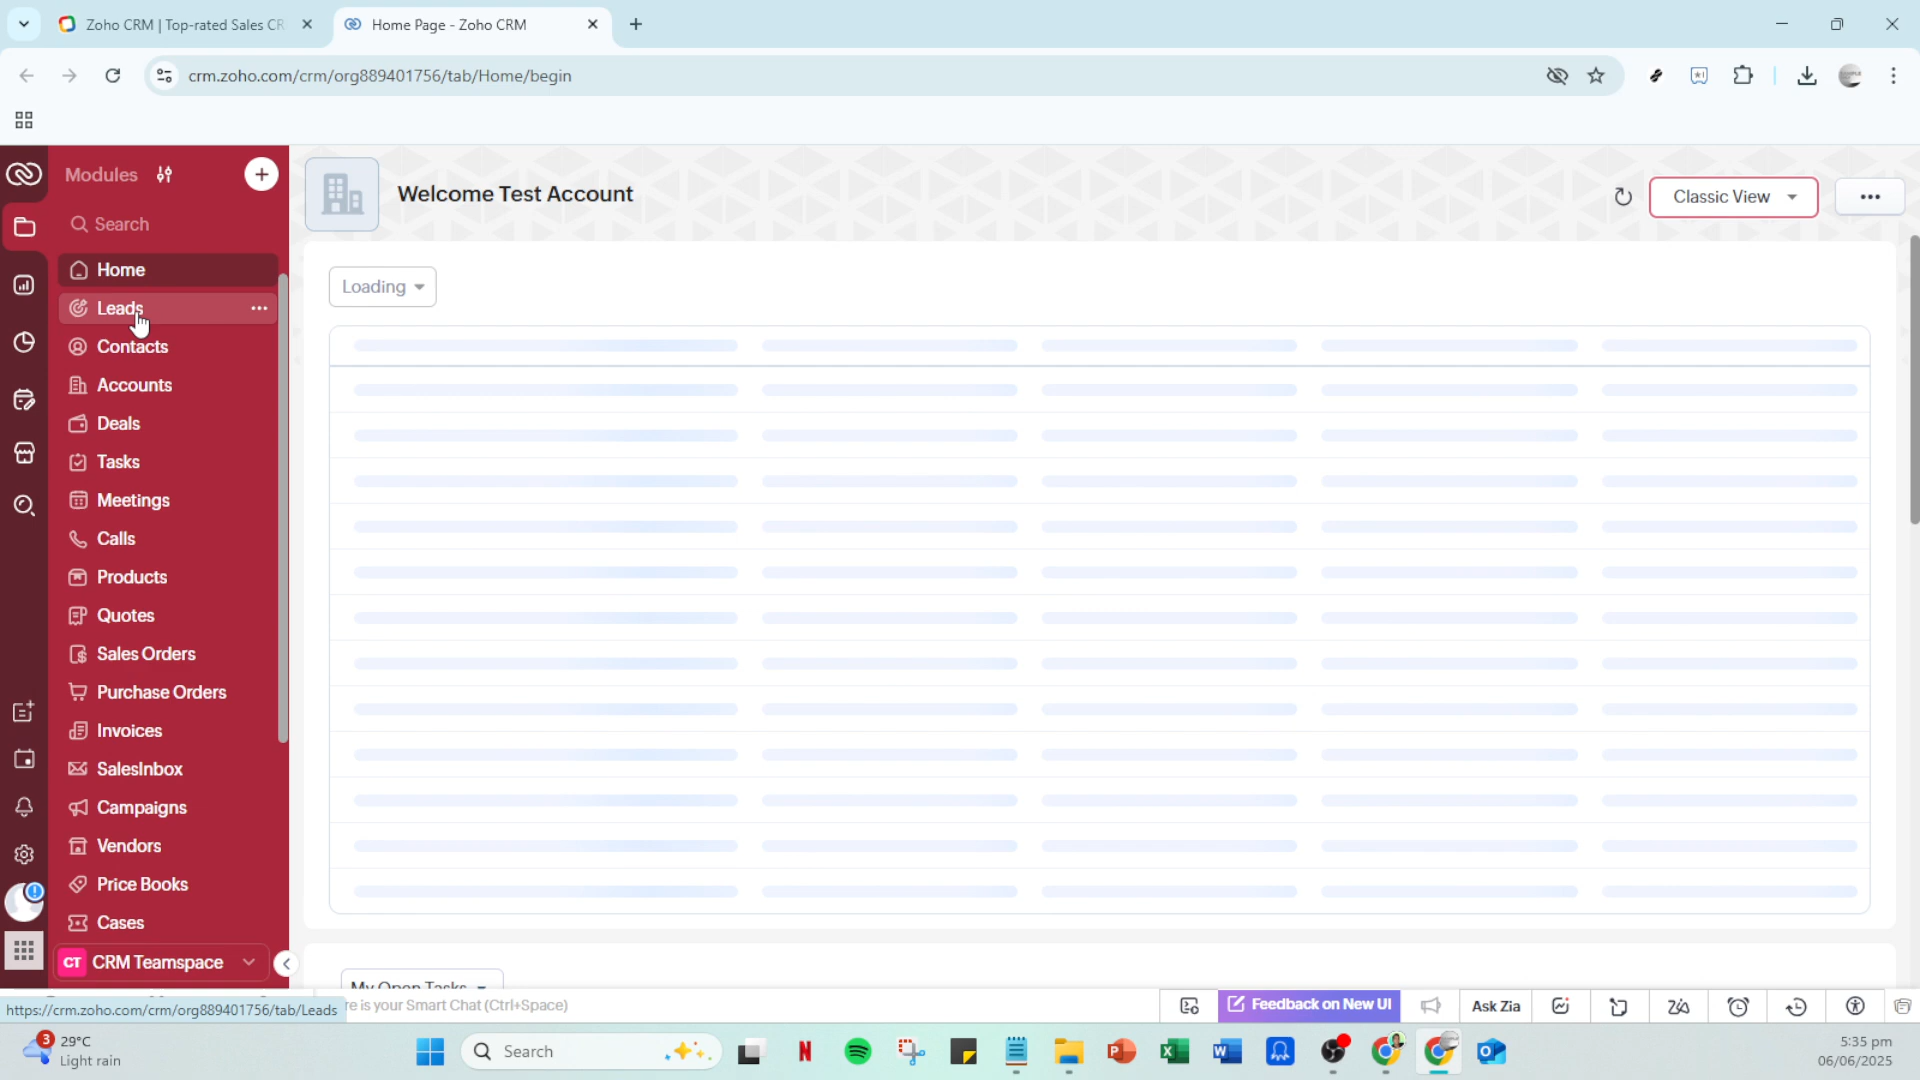 Zoho CRM | Top-rated Sales CR
Home Page - Zoho CRM
crm.zoho.com/crm/org889401756/tab/Home/begin
Modules
Search
Home
Leads
Contacts
Accounts
Deals
Tasks
Meetings
Calls
Products
Quotes
Sales Orders
Purchase Orders
Invoices
SalesInbox
Campaigns
Vendors
Price Books
Cases
CT CRM Teamspace
Welcome Test Account
Classic View
Loading
My Open Tasks
https://crm.zoho.com/crm/org889401756/tab/Leads
re is your Smart Chat (Ctrl+Space)
Feedback on New UI
Ask Zia
3
29°C
Light rain
Search
5:35 pm
06/06/2025